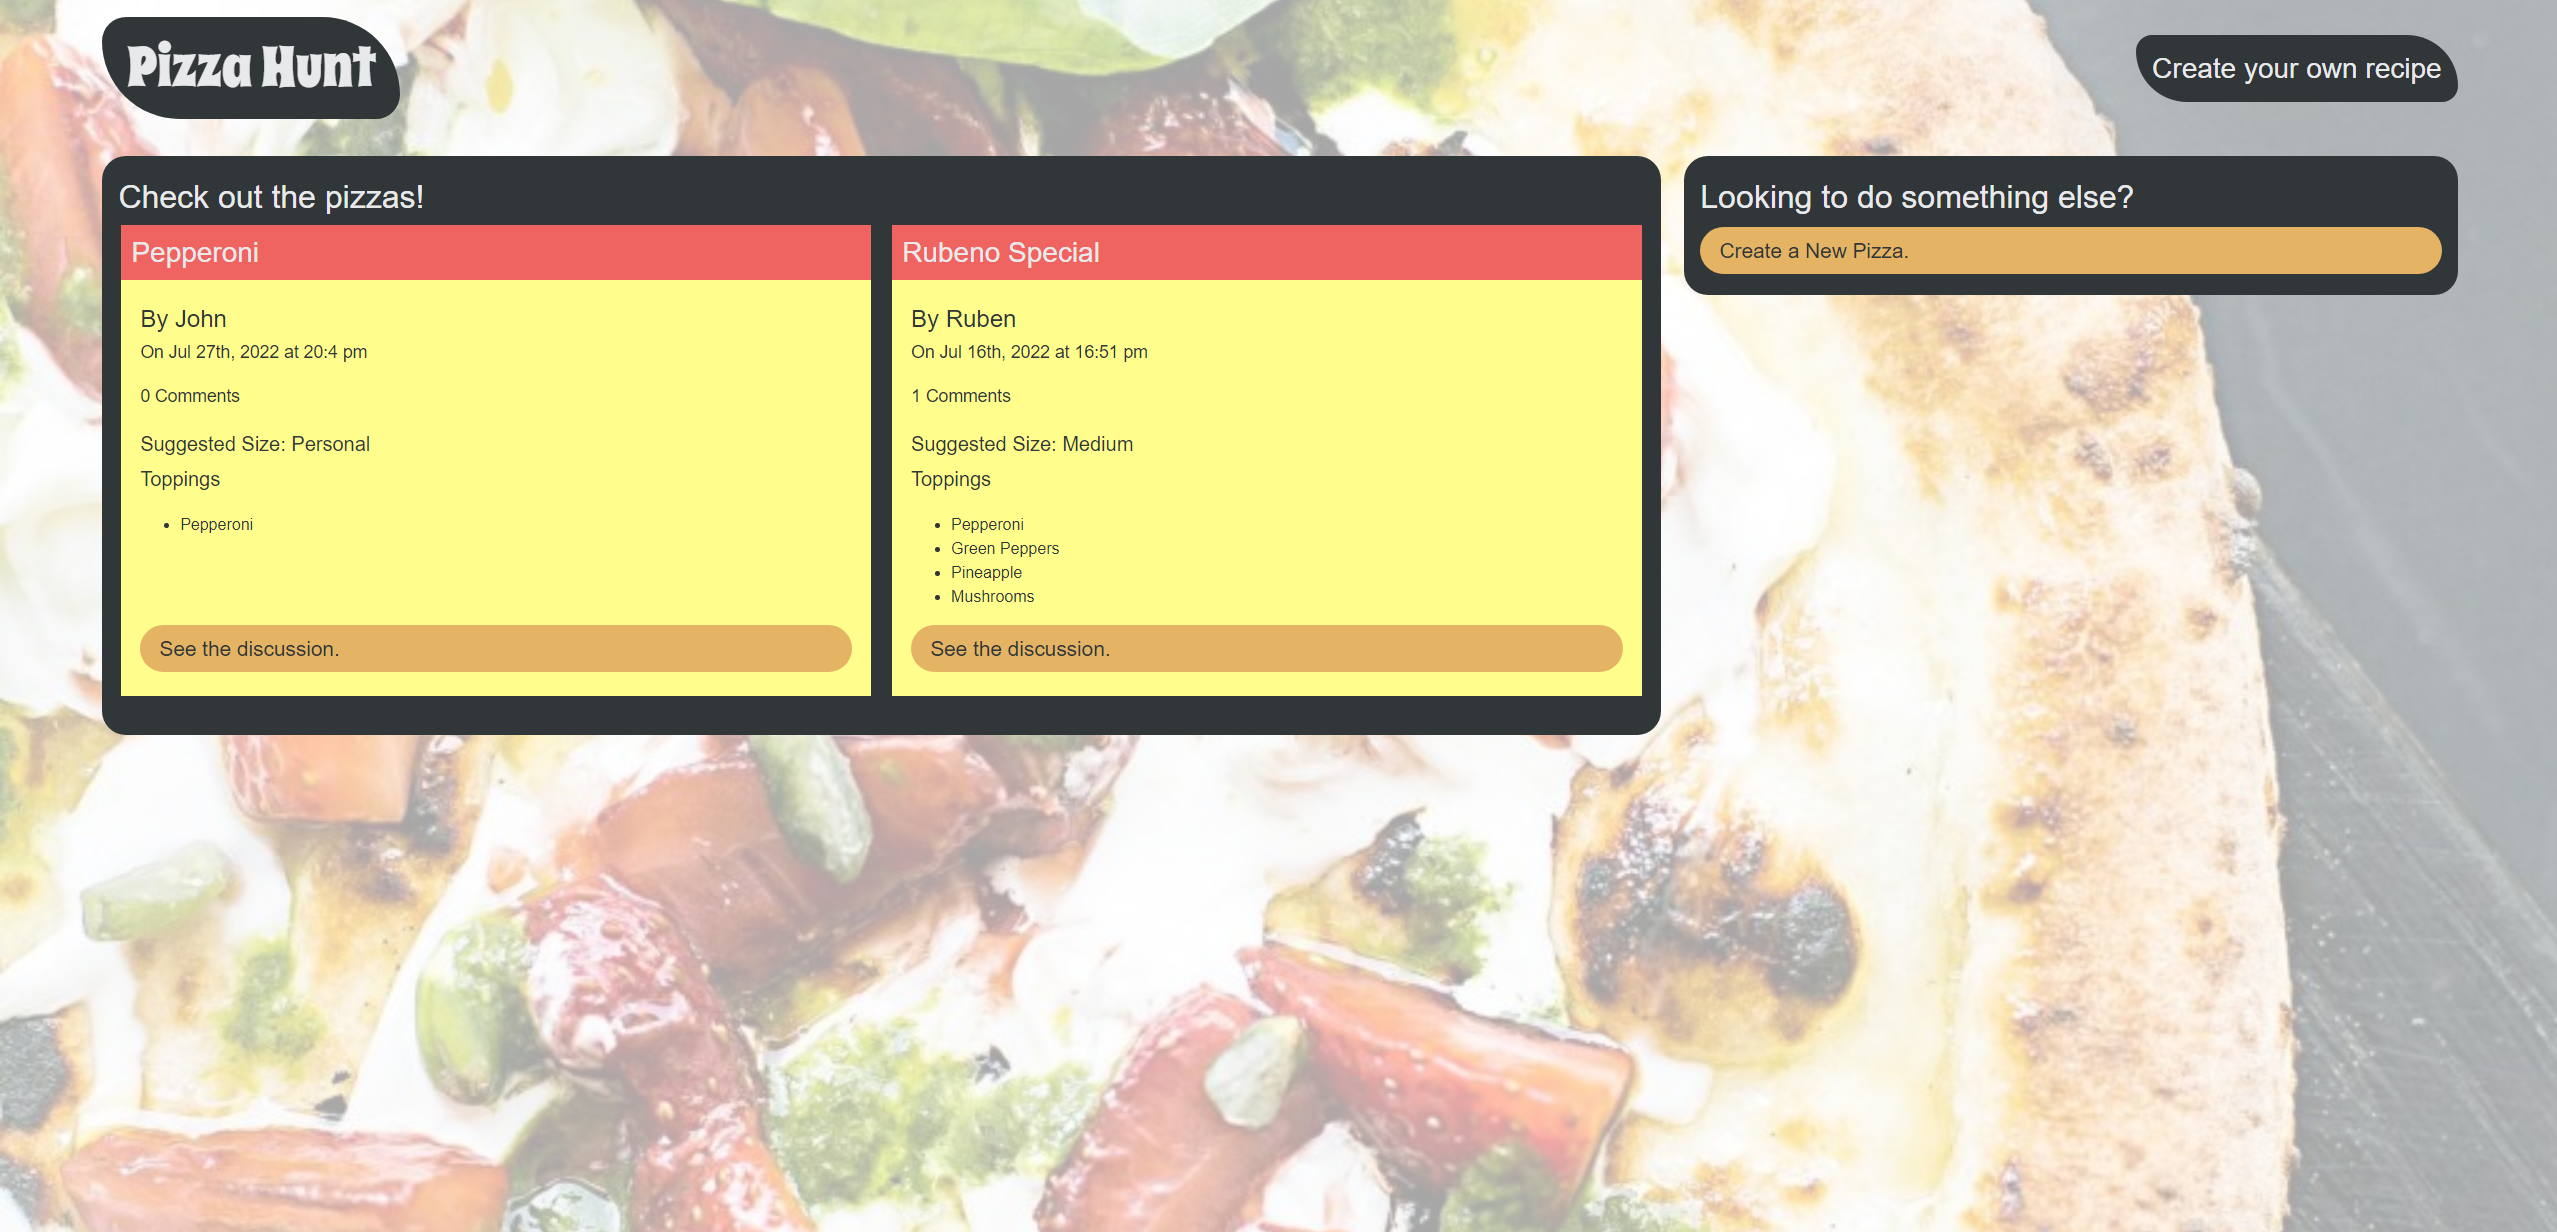 Pizza Hunt
Create your own recipe
Check out the pizzas!
Pepperoni
By John
On Jul 27th, 2022 at 20:4 pm
0 Comments
Suggested Size: Personal
Toppings
Pepperoni
See the discussion.
Rubeno Special
By Ruben
On Jul 16th, 2022 at 16:51 pm
1 Comments
Suggested Size: Medium
Toppings
Pepperoni
Green Peppers
Pineapple
Mushrooms
See the discussion.
Looking to do something else?
Create a New Pizza.